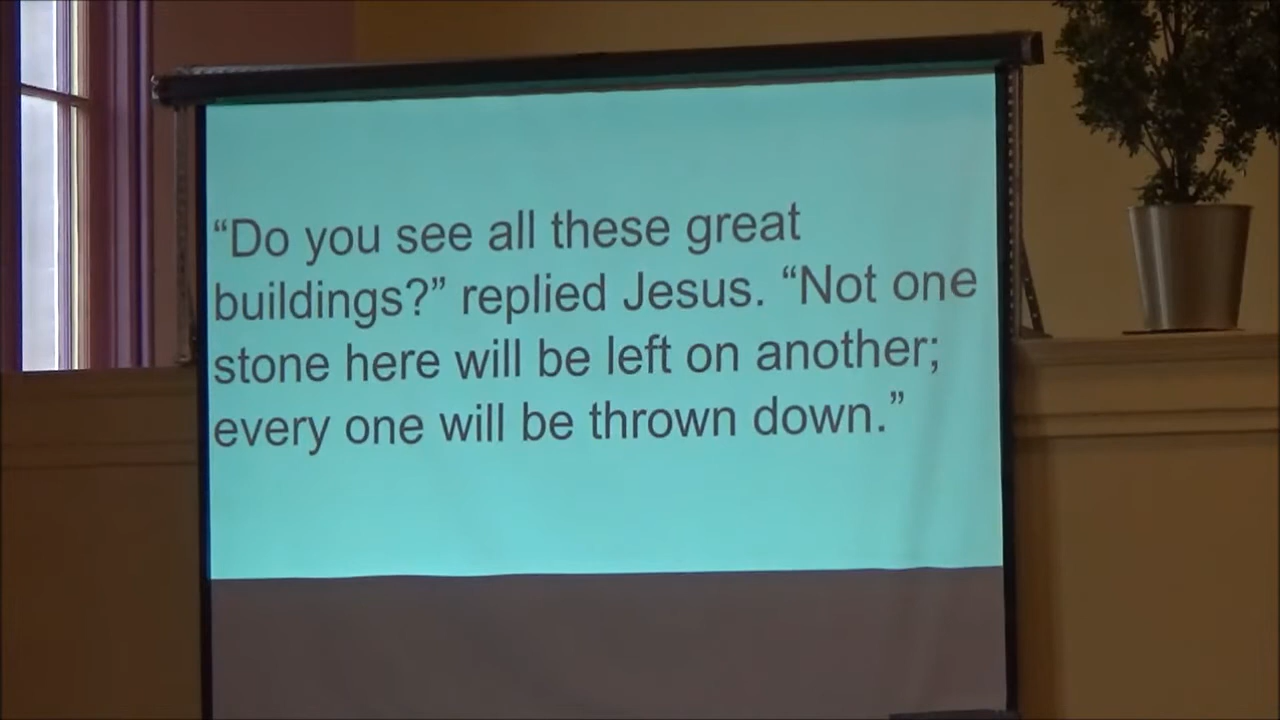 “Do you see all these great
buildings?” replied Jesus. “Not one
stone here will be left on another;
every one will be thrown down.”